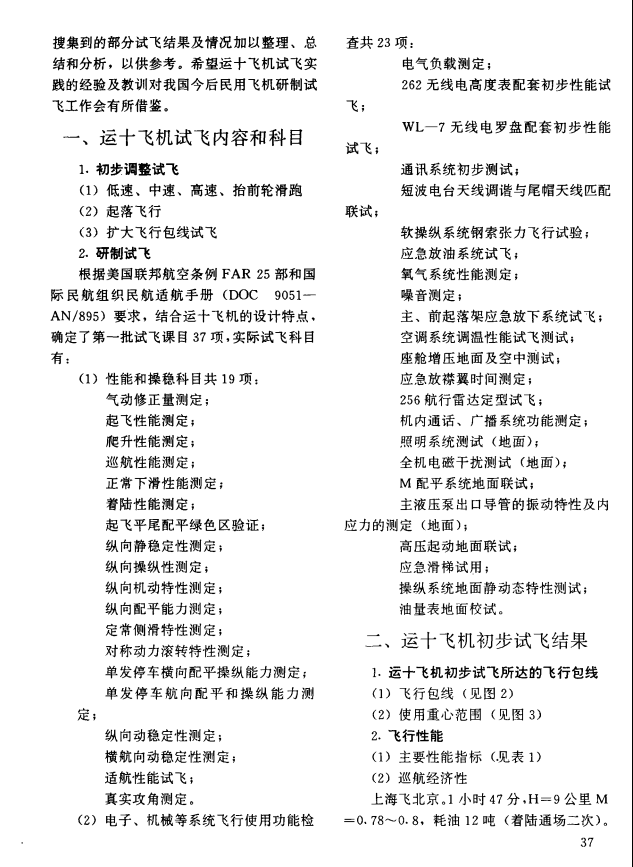 搜集到的部分试飞结果及情况加以整理、总
结和分析，以供参考。希望运十飞机试飞实
践的经验及教训对我国今后民用飞机研制试
飞工作会有所借鉴。
一、运十飞机试飞内容和科目
1. 初步调整试飞
（1）低速、中速、高速、抬前轮滑跑
（2）起落飞行
（3）扩大飞行包线试飞
2. 研制试飞
根据美国联邦航空条例 FAR 25 部和国
际民航组织民航适航手册（DOC 9051—
AN/895）要求，结合运十飞机的设计特点，
确定了第一批试飞课目 37 项，实际试飞科目
有：
（1）性能和操稳科目共 19 项：
气动修正量测定；
起飞性能测定；
爬升性能测定；
巡航性能测定；
正常下滑性能测定；
着陆性能测定；
起飞平尾配平绿色区验证；
纵向静稳定性测定；
纵向操纵性测定；
纵向机动特性测定；
纵向配平能力测定；
定常侧滑特性测定；
对称动力滚转特性测定；
单发停车横向配平操纵能力测定；
单发停车航向配平和操纵能力测
定；
纵向动稳定性测定；
横航向动稳定性测定；
适航性能试飞；
真实攻角测定。
（2）电子、机械等系统飞行使用功能检
查共 23 项：
电气负载测定；
262 无线电高度表配套初步性能试
飞；
WL—7 无线电罗盘配套初步性能
试飞；
通讯系统初步测试；
短波电台天线调谐与尾帽天线匹配
联试；
软操纵系统钢索张力飞行试验；
应急放油系统试飞；
氧气系统性能测定；
噪音测定；
主、前起落架应急放下系统试飞；
空调系统调温性能试飞测试；
座舱增压地面及空中测试；
应急放襟翼时间测定；
256 航行雷达定型试飞；
机内通话、广播系统功能测定；
照明系统测试（地面）；
全机电磁干扰测试（地面）；
M 配平系统地面联试；
主液压泵出口导管的振动特性及内
应力的测定（地面）；
高压起动地面联试；
应急滑梯试用；
操纵系统地面静动态特性测试；
油量表地面校试。
二、运十飞机初步试飞结果
1. 运十飞机初步试飞所达的飞行包线
（1）飞行包线（见图 2）
（2）使用重心范围（见图 3）
2. 飞行性能
（1）主要性能指标（见表 1）
（2）巡航经济性
上海飞北京。1 小时 47 分，H＝9 公里 M
＝0.78～0.8，耗油 12 吨（着陆通场二次）。
37